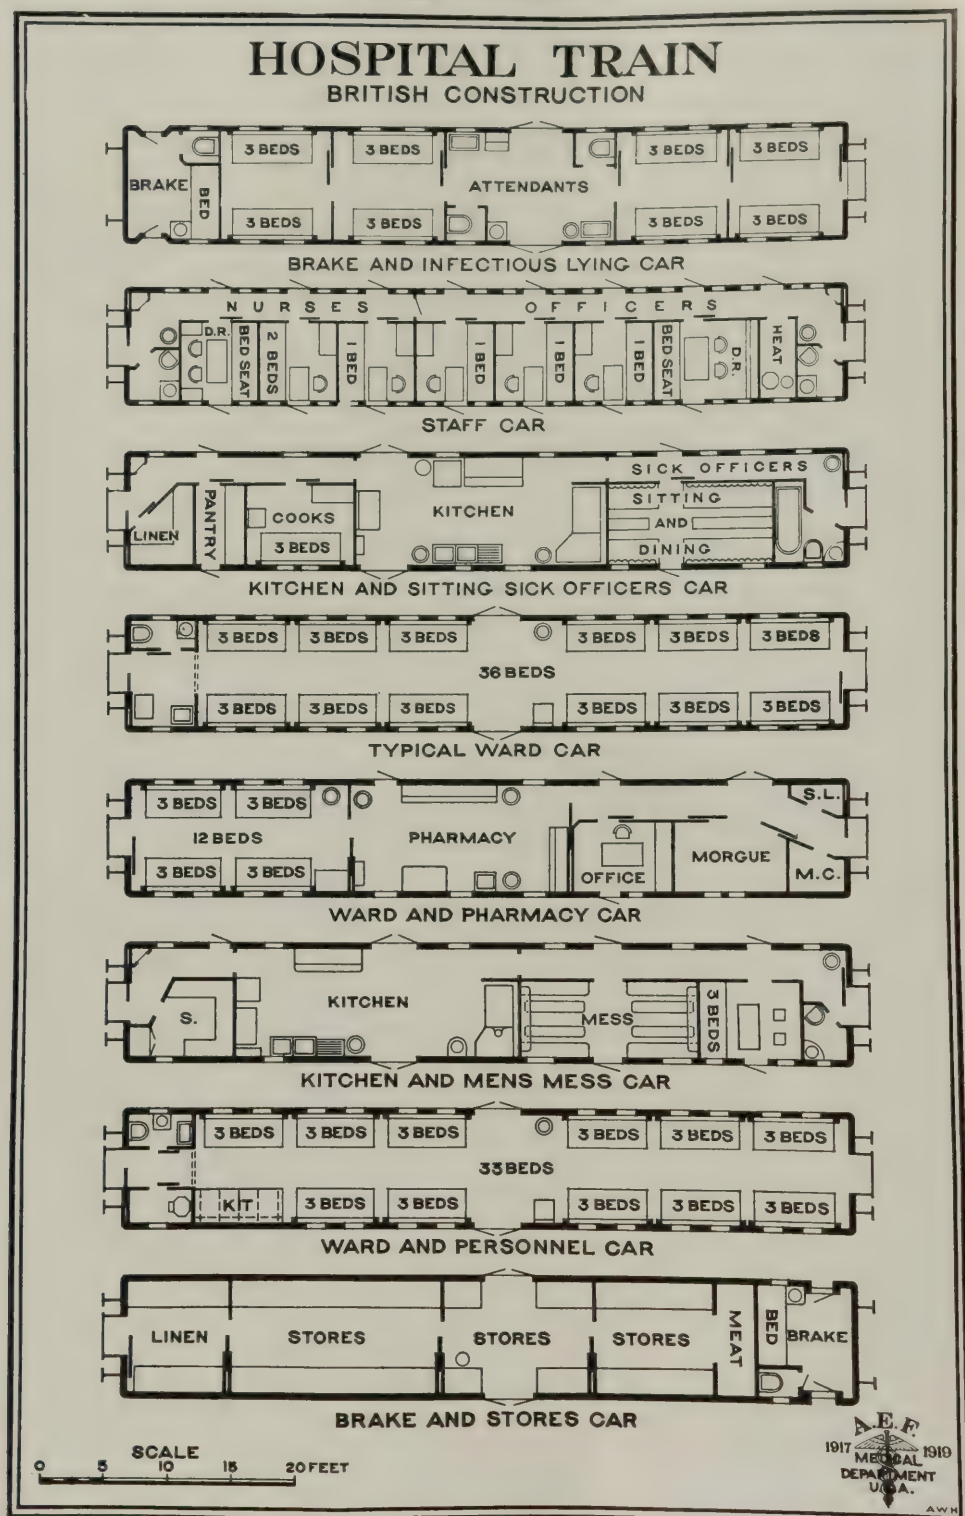 HOSPITAL TRAIN
BRITISH CONSTRUCTION
3 BEDS 3 BEDS 3 BEDS 3 BEDS
BRAKE BED ATTENDANTS
3 BEDS 3 BEDS 3 BEDS 3 BEDS
BRAKE AND INFECTIOUS LYING CAR
NURSES OFFICERS
D.R. BED SEAT 2 BEDS 1 BED 1 BED 1 BED 1 BED BED SEAT D.R. HEAT
STAFF CAR
SICK OFFICERS
LINEN PANTRY COOKS KITCHEN SITTING
AND
3 BEDS DINING
KITCHEN AND SITTING SICK OFFICERS CAR
3 BEDS 3 BEDS 3 BEDS 3 BEDS 3 BEDS 3 BEDS
36 BEDS
3 BEDS 3 BEDS 3 BEDS 3 BEDS 3 BEDS 3 BEDS
TYPICAL WARD CAR
3 BEDS 3 BEDS S.L.
12 BEDS PHARMACY MORGUE
3 BEDS 3 BEDS OFFICE M.C.
WARD AND PHARMACY CAR
S. KITCHEN MESS 3 BEDS
KITCHEN AND MENS MESS CAR
3 BEDS 3 BEDS 3 BEDS 3 BEDS 3 BEDS 3 BEDS
33 BEDS
KIT 3 BEDS 3 BEDS 3 BEDS 3 BEDS 3 BEDS
WARD AND PERSONNEL CAR
LINEN STORES STORES STORES MEAT BED BRAKE
BRAKE AND STORES CAR
SCALE
0 5 10 15 20 FEET
A.E.F.
1917 1919
MEDICAL
DEPARTMENT
U.S.A.
AWH